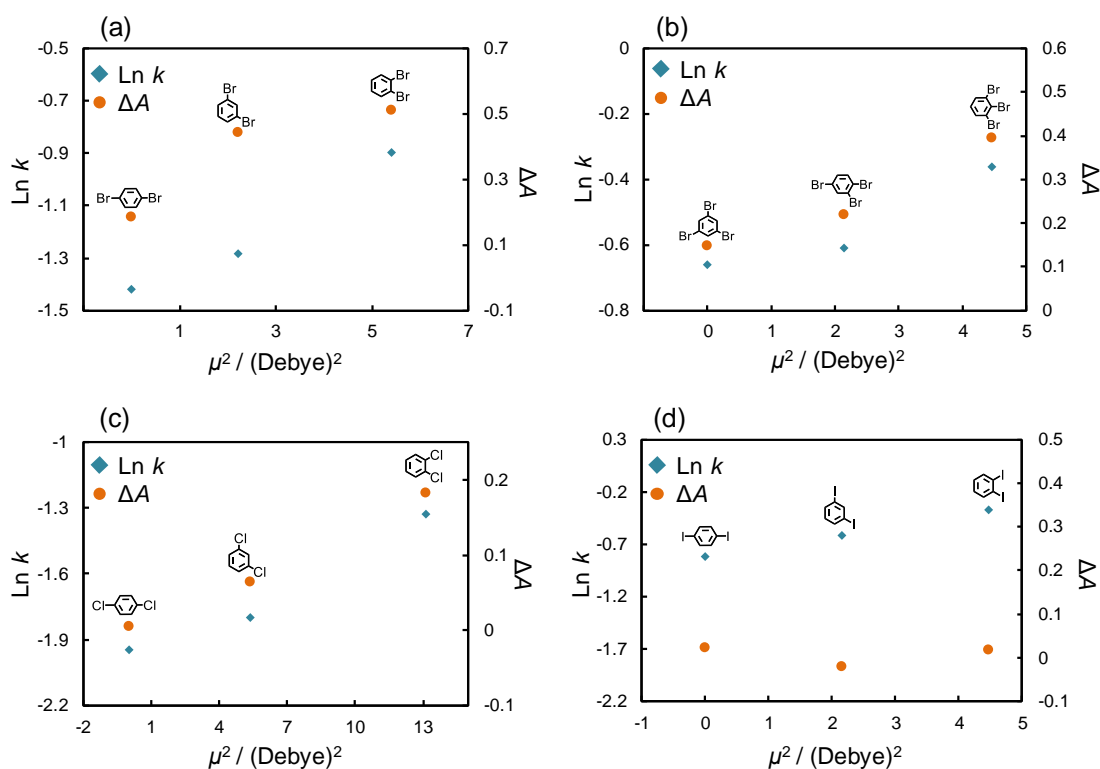 (a)
-0.5
-0.7
-0.9
-1.1
-1.3
-1.5
Ln k
0.7
0.5
0.3
0.1
-0.1
ΔA
1
3
5
7
μ² / (Debye)²
Ln k
ΔA
Br
Br
Br
Br
Br
Br
(b)
0
-0.2
-0.4
-0.6
-0.8
Ln k
0.6
0.5
0.4
0.3
0.2
0.1
0
ΔA
0
1
2
3
4
5
μ² / (Debye)²
Ln k
ΔA
Br
Br
Br
Br
Br
Br
Br
Br
Br
(c)
-1
-1.3
-1.6
-1.9
-2.2
Ln k
0.2
0.1
0
-0.1
ΔA
-2
1
4
7
10
13
μ² / (Debye)²
Ln k
ΔA
Cl
Cl
Cl
Cl
Cl
Cl
(d)
0.3
-0.2
-0.7
-1.2
-1.7
-2.2
Ln k
0.5
0.4
0.3
0.2
0.1
0
-0.1
ΔA
-1
0
1
2
3
4
5
μ² / (Debye)²
Ln k
ΔA
I
I
I
I
I
I